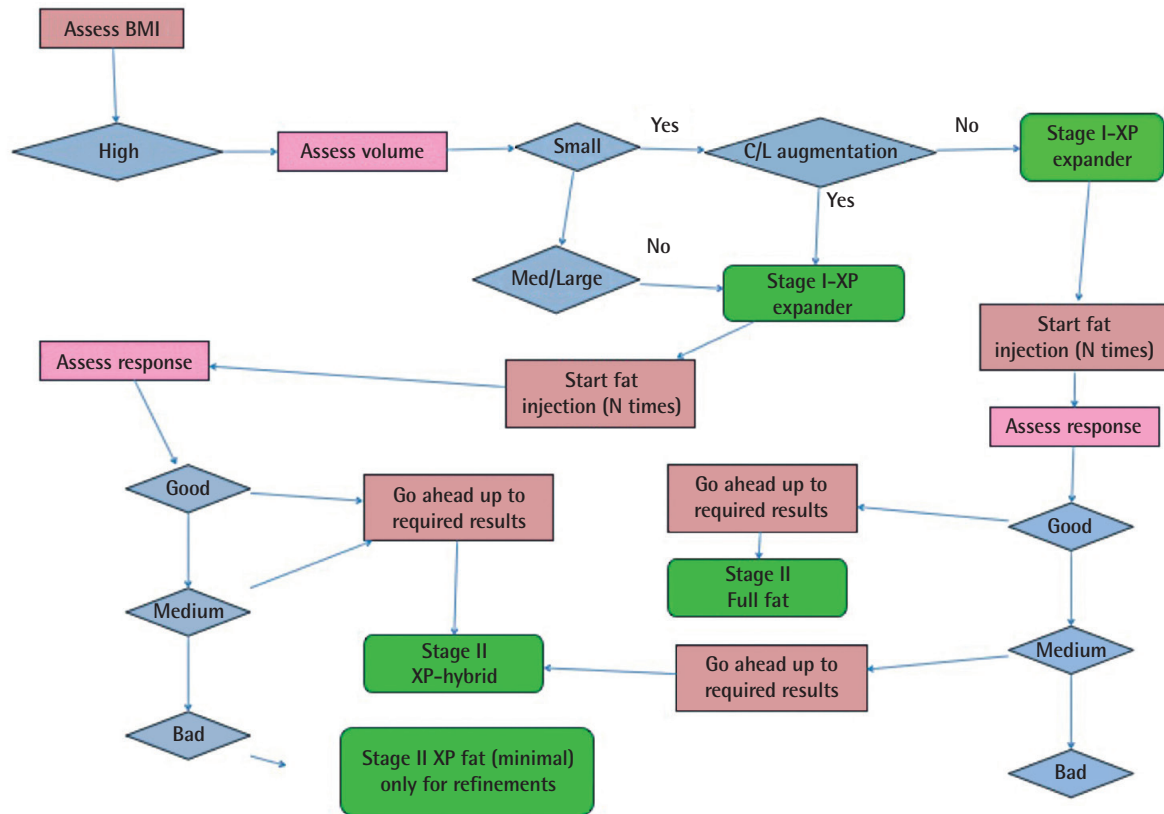 Assess BMI
High
Assess volume
Small
Yes
C/L augmentation
No
Stage I-XP
expander
Yes
Med/Large
No
Stage I-XP
expander
Start fat
injection (N times)
Assess response
Start fat
injection (N times)
Assess response
Good
Go ahead up to
required results
Go ahead up to
required results
Good
Stage II
Full fat
Medium
Stage II
XP-hybrid
Go ahead up to
required results
Medium
Bad
Stage II XP fat (minimal)
only for refinements
Bad